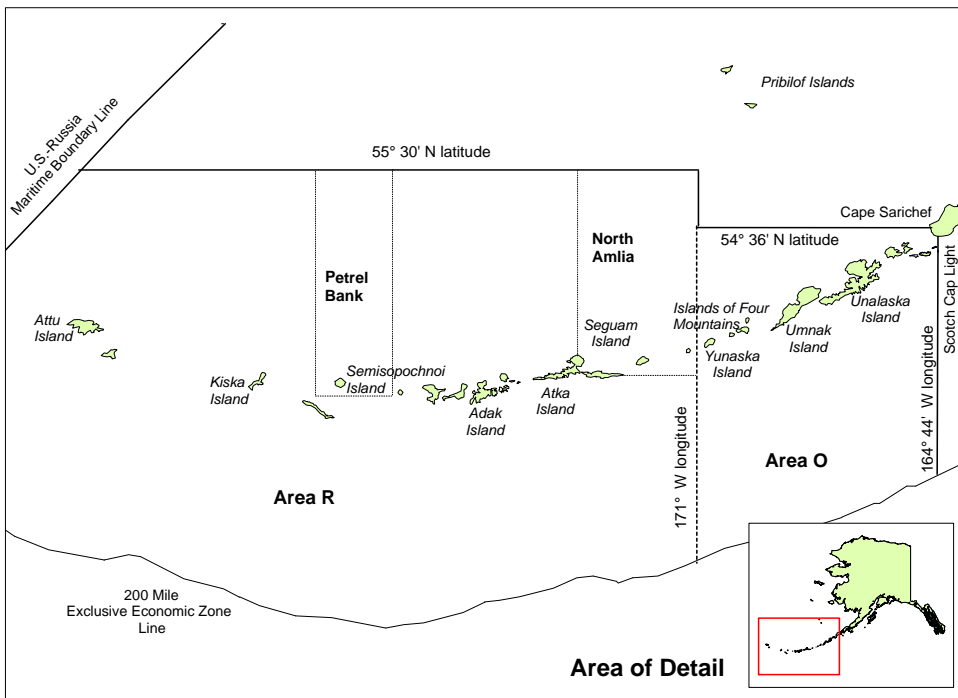 Pribilof Islands
U.S.-Russia
Maritime Boundary Line
55° 30' N latitude
Cape Sarichef
54° 36' N latitude
North
Amlia
Petrel
Bank
Scotch Cap Light
Attu
Island
Kiska
Island
Semisopochnoi
Island
Adak
Island
Atka
Island
Seguam
Island
Islands of Four
Mountains
Yunaska
Island
Umnak
Island
Unalaska
Island
171° W longitude
164° 44' W longitude
Area R
Area O
200 Mile
Exclusive Economic Zone
Line
Area of Detail